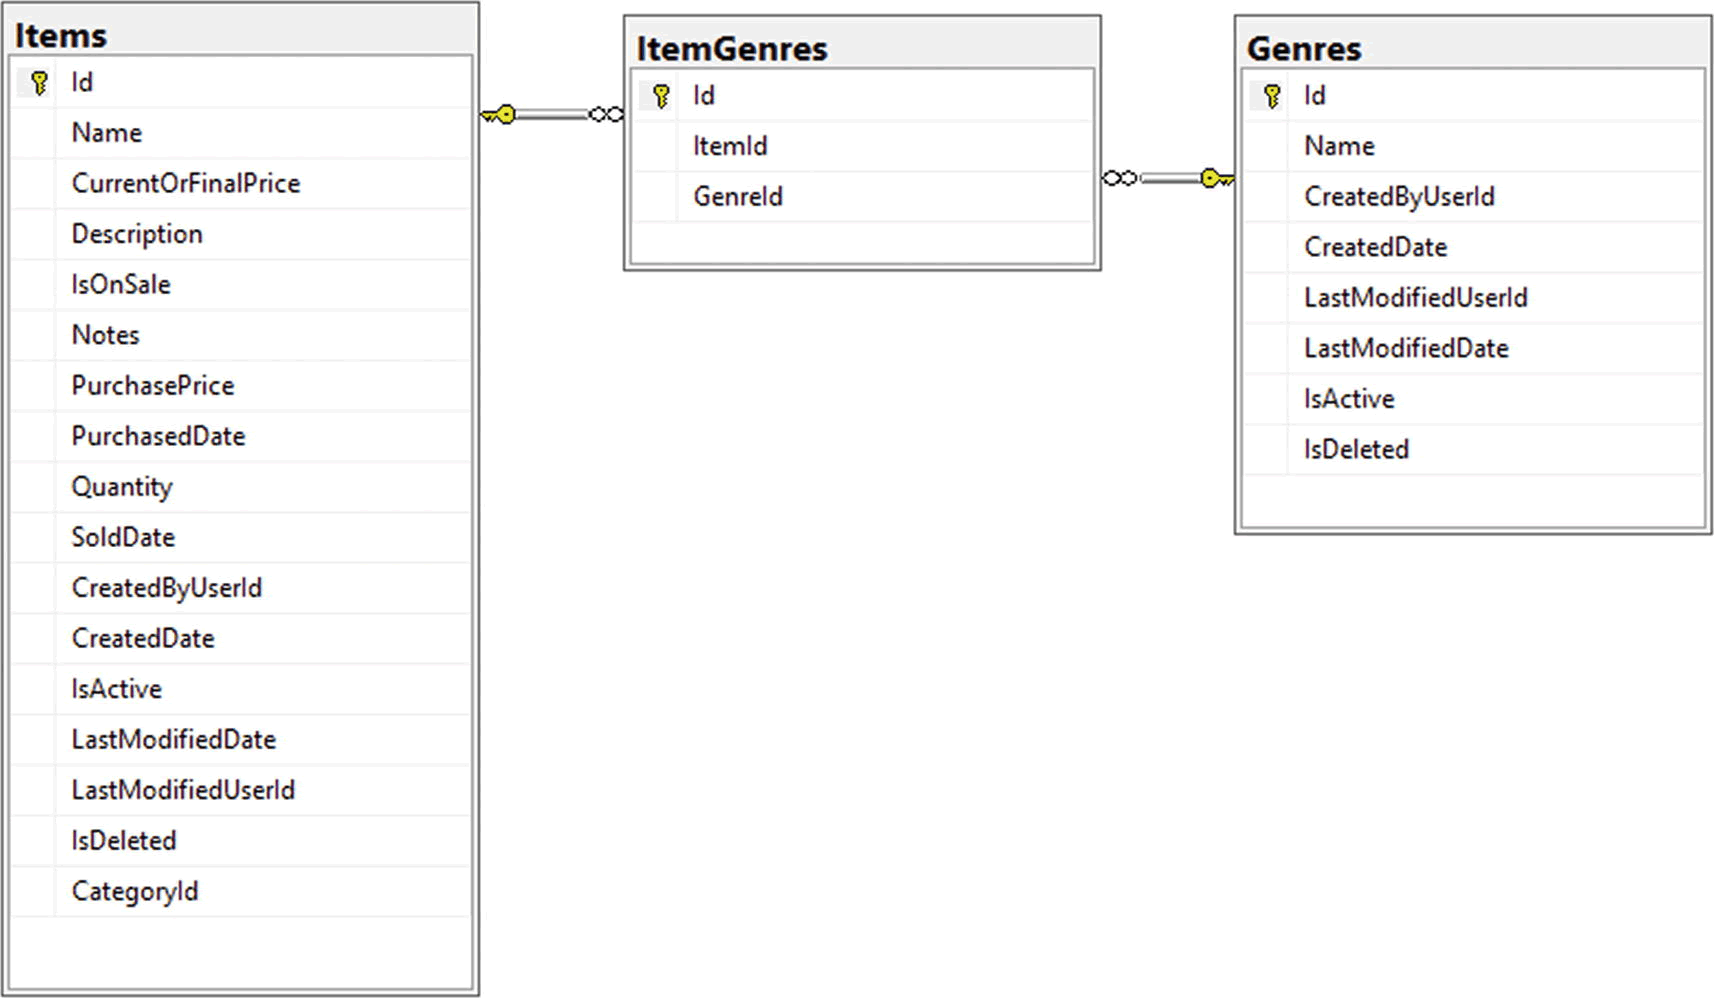 Items
Id
Name
CurrentOrFinalPrice
Description
IsOnSale
Notes
PurchasePrice
PurchasedDate
Quantity
SoldDate
CreatedByUserId
CreatedDate
IsActive
LastModifiedDate
LastModifiedUserId
IsDeleted
CategoryId
ItemGenres
Id
ItemId
GenreId
Genres
Id
Name
CreatedByUserId
CreatedDate
LastModifiedUserId
LastModifiedDate
IsActive
IsDeleted